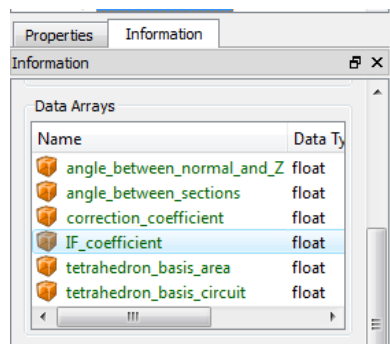 Properties Information
Information
Data Arrays
Name Data Ty
angle_between_normal_and_Z float
angle_between_sections float
correction_coefficient float
IF_coefficient float
tetrahedron_basis_area float
tetrahedron_basis_circuit float